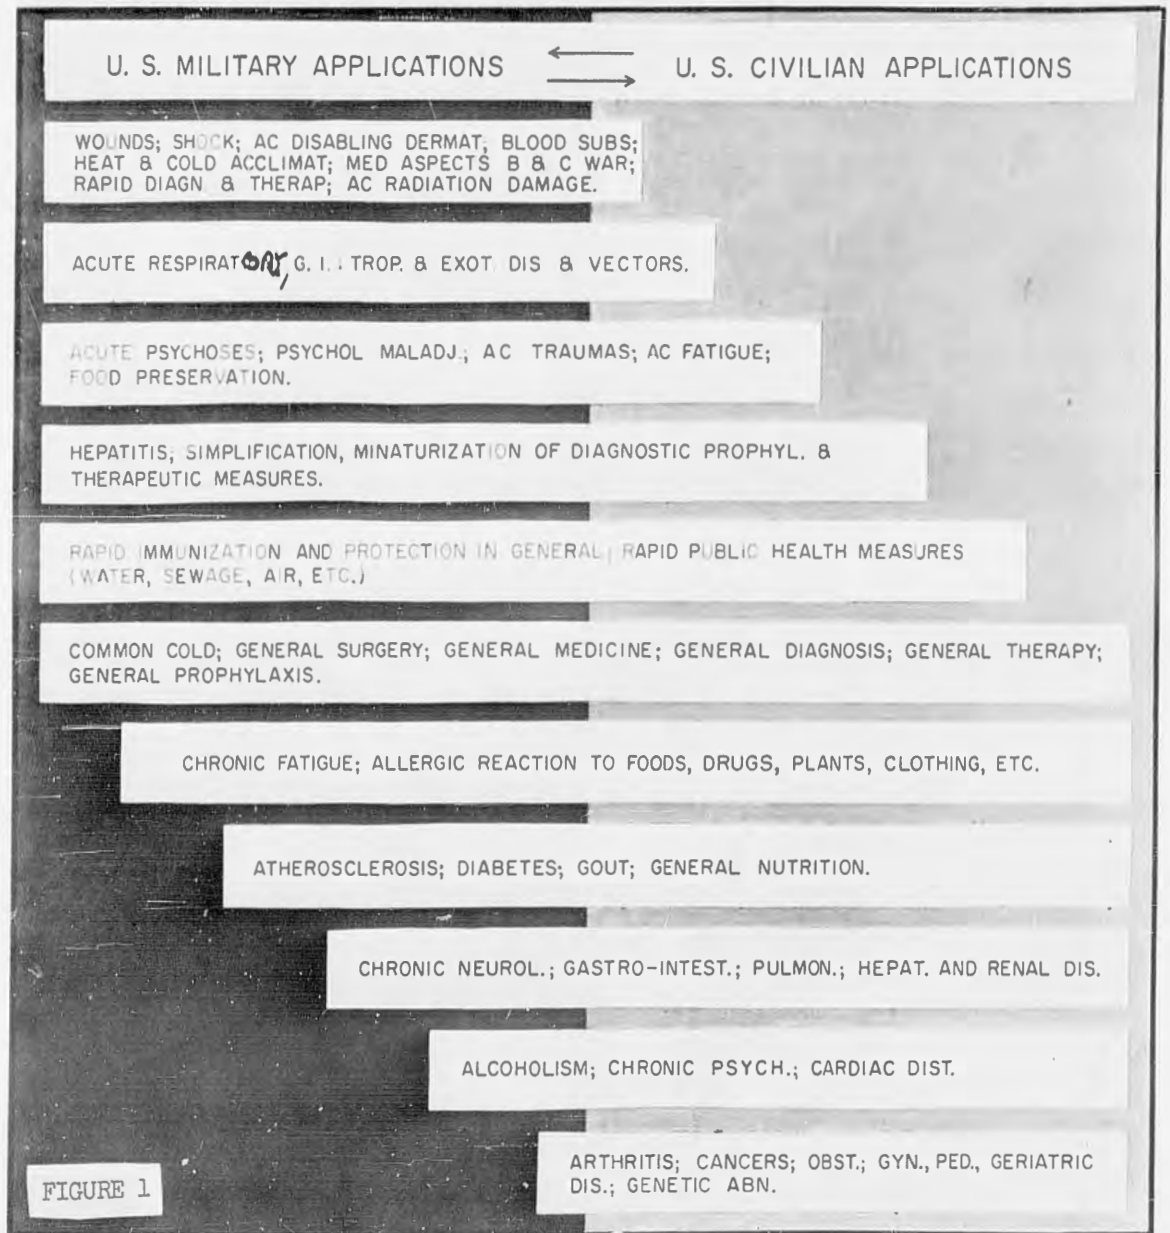 U. S. MILITARY APPLICATIONS
U. S. CIVILIAN APPLICATIONS
WOUNDS; SHOCK; AC DISABLING DERMAT; BLOOD SUBS;
HEAT & COLD ACCLIMAT; MED ASPECTS B & C WAR;
RAPID DIAGN. & THERAP; AC RADIATION DAMAGE.
ACUTE RESPIRATORY, G. I.: TROP. & EXOT DIS & VECTORS.
ACUTE PSYCHOSES; PSYCHOL MALADJ.; AC TRAUMAS; AC FATIGUE;
FOOD PRESERVATION.
HEPATITIS; SIMPLIFICATION, MINATURIZATION OF DIAGNOSTIC PROPHYL. &
THERAPEUTIC MEASURES.
RAPID IMMUNIZATION AND PROTECTION IN GENERAL; RAPID PUBLIC HEALTH MEASURES
(WATER, SEWAGE, AIR, ETC.)
COMMON COLD; GENERAL SURGERY; GENERAL MEDICINE; GENERAL DIAGNOSIS; GENERAL THERAPY;
GENERAL PROPHYLAXIS.
CHRONIC FATIGUE; ALLERGIC REACTION TO FOODS, DRUGS, PLANTS, CLOTHING, ETC.
ATHEROSCLEROSIS; DIABETES; GOUT; GENERAL NUTRITION.
CHRONIC NEUROL.; GASTRO-INTEST.; PULMON.; HEPAT. AND RENAL DIS.
ALCOHOLISM; CHRONIC PSYCH.; CARDIAC DIST.
ARTHRITIS; CANCERS; OBST.; GYN., PED., GERIATRIC
DIS.; GENETIC ABN.
FIGURE 1